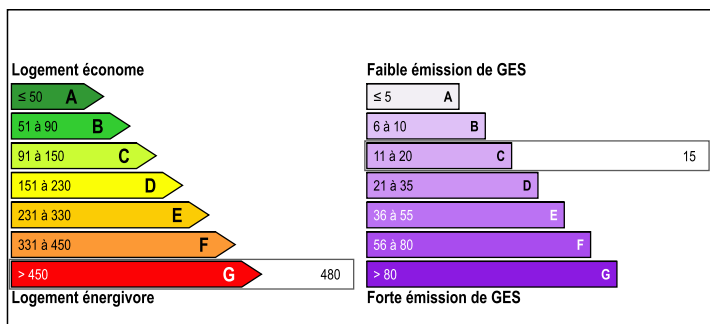 Logement économe
≤ 50 A
51 à 90 B
91 à 150 C
151 à 230 D
231 à 330 E
331 à 450 F
> 450 G 480
Logement énergivore
Faible émission de GES
≤ 5 A
6 à 10 B
11 à 20 C 15
21 à 35 D
36 à 55 E
56 à 80 F
> 80 G
Forte émission de GES